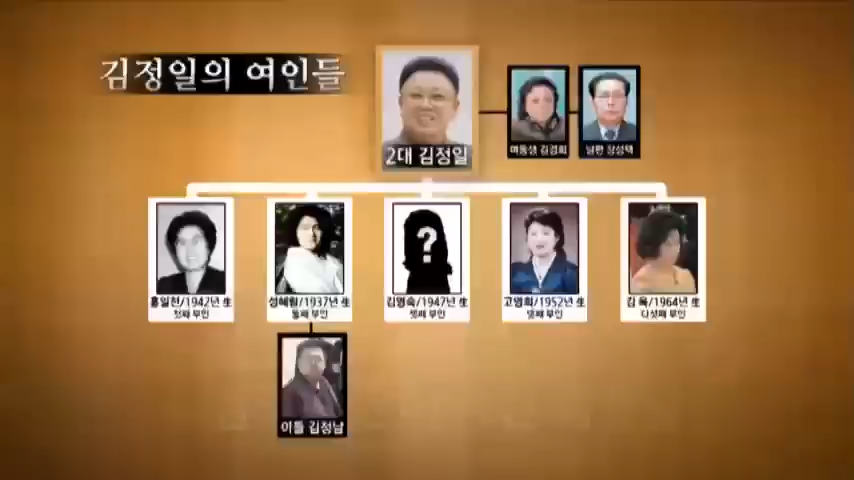 김정일의 여인들
2대 김정일
여동생 김경희
남편 장성택
홍일천/1942년 生
첫째 부인
성혜림/1937년 生
둘째 부인
?
김영숙/1947년 生
셋째 부인
고영희/1952년 生
넷째 부인
김 옥/1964년 生
다섯째 부인
아들 김정남